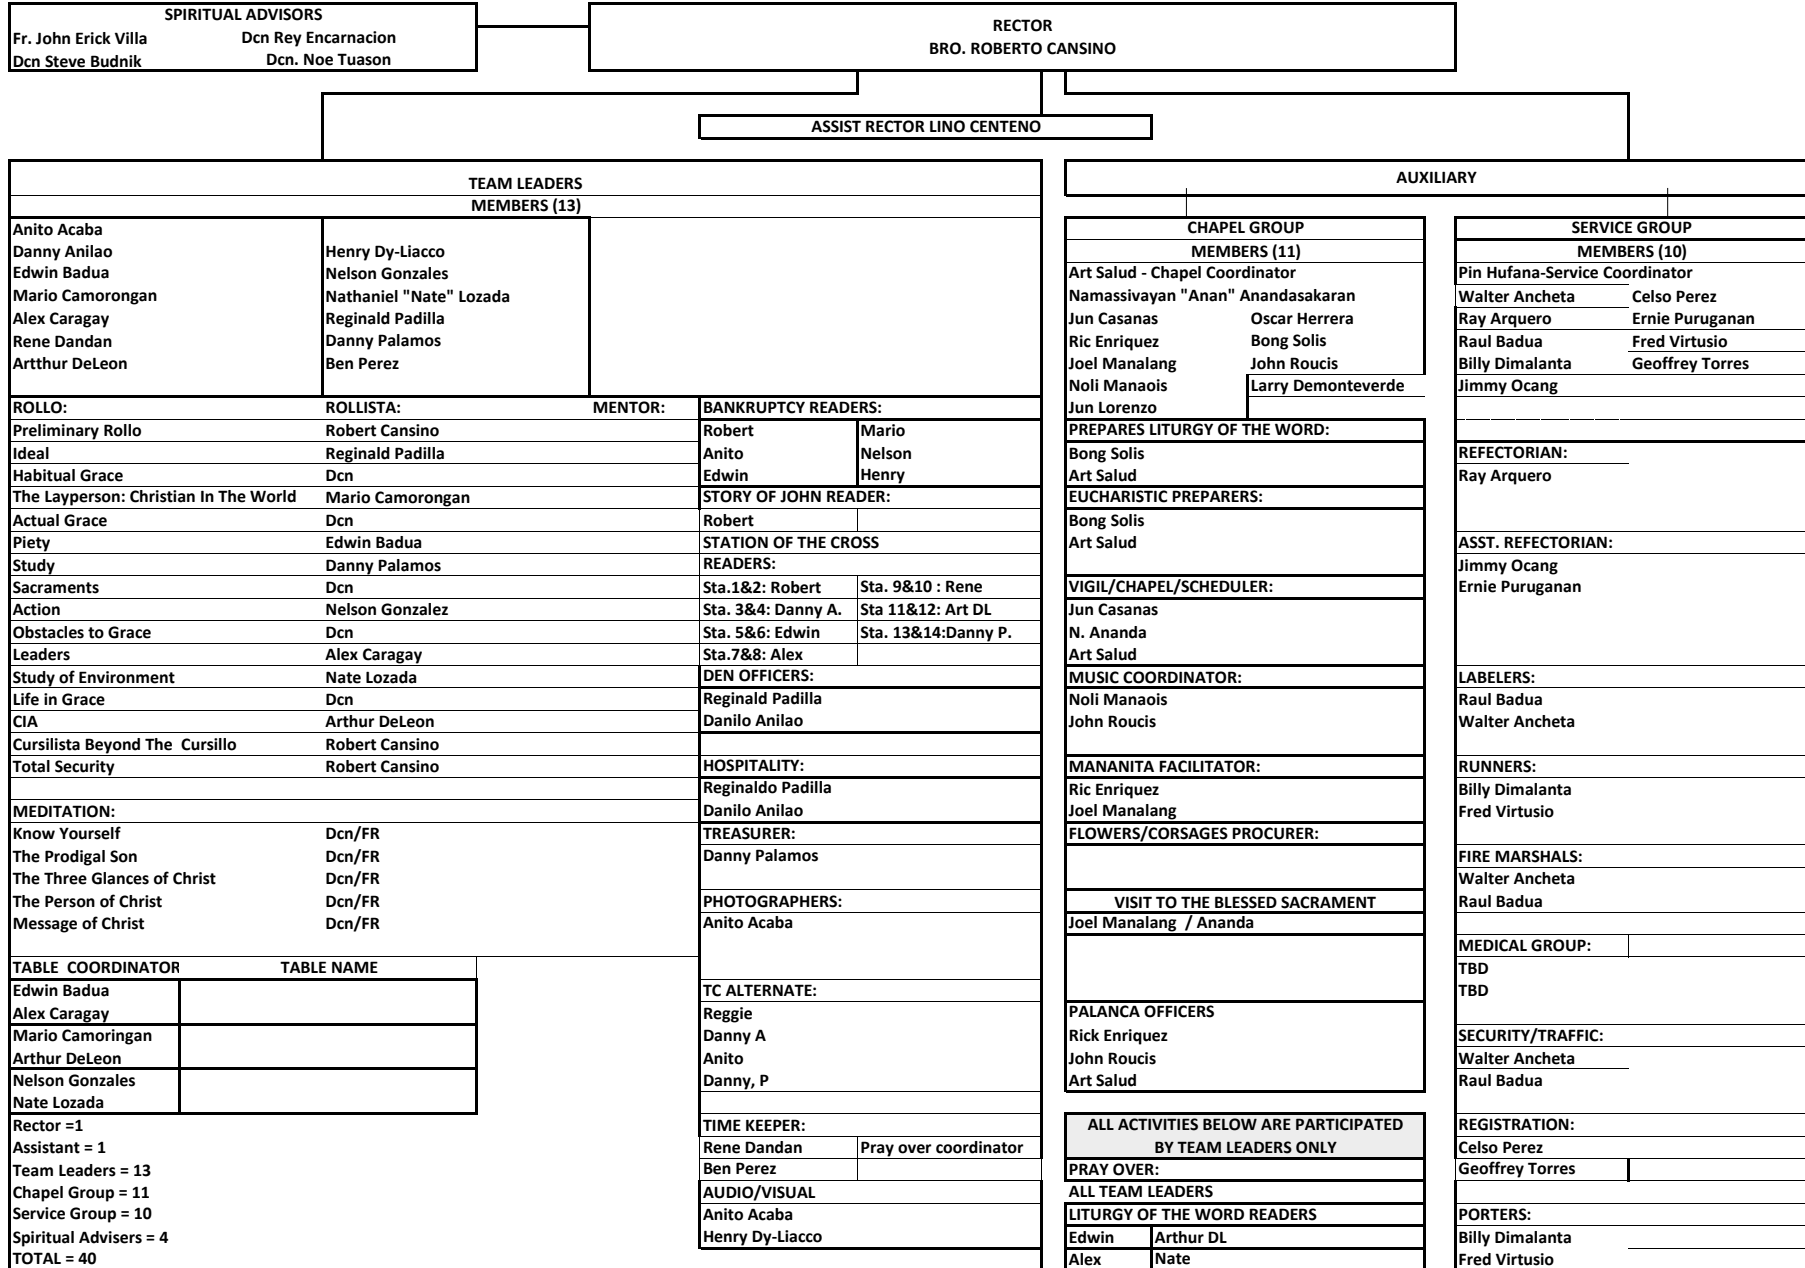 SPIRITUAL ADVISORS
Fr. John Erick Villa Dcn Rey Encarnacion
Dcn Steve Budnik Dcn. Noe Tuason
RECTOR
BRO. ROBERTO CANSINO
ASSIST RECTOR LINO CENTENO
TEAM LEADERS
MEMBERS (13)
Anito Acaba
Danny Anilao
Edwin Badua
Mario Camorongan
Alex Caragay
Rene Dandan
Artthur DeLeon
Henry Dy-Liacco
Nelson Gonzales
Nathaniel "Nate" Lozada
Reginald Padilla
Danny Palamos
Ben Perez
ROLLO: ROLLISTA: MENTOR:
Preliminary Rollo Robert Cansino
Ideal Reginald Padilla
Habitual Grace Dcn
The Layperson: Christian In The World Mario Camorongan
Actual Grace Dcn
Piety Edwin Badua
Study Danny Palamos
Sacraments Dcn
Action Nelson Gonzalez
Obstacles to Grace Dcn
Leaders Alex Caragay
Study of Environment Nate Lozada
Life in Grace Dcn
CIA Arthur DeLeon
Cursilista Beyond The Cursillo Robert Cansino
Total Security Robert Cansino
MEDITATION:
Know Yourself Dcn/FR
The Prodigal Son Dcn/FR
The Three Glances of Christ Dcn/FR
The Person of Christ Dcn/FR
Message of Christ Dcn/FR
TABLE COORDINATOR TABLE NAME
Edwin Badua
Alex Caragay
Mario Camoringan
Arthur DeLeon
Nelson Gonzales
Nate Lozada
Rector =1
Assistant = 1
Team Leaders = 13
Chapel Group = 11
Service Group = 10
Spiritual Advisers = 4
TOTAL = 40
BANKRUPTCY READERS:
Robert Mario
Anito Nelson
Edwin Henry
STORY OF JOHN READER:
Robert
STATION OF THE CROSS
READERS:
Sta.1&2: Robert Sta. 9&10 : Rene
Sta. 3&4: Danny A. Sta 11&12: Art DL
Sta. 5&6: Edwin Sta. 13&14:Danny P.
Sta.7&8: Alex
DEN OFFICERS:
Reginald Padilla
Danilo Anilao
HOSPITALITY:
Reginaldo Padilla
Danilo Anilao
TREASURER:
Danny Palamos
PHOTOGRAPHERS:
Anito Acaba
TC ALTERNATE:
Reggie
Danny A
Anito
Danny, P
TIME KEEPER:
Rene Dandan Pray over coordinator
Ben Perez
AUDIO/VISUAL
Anito Acaba
Henry Dy-Liacco
AUXILIARY
CHAPEL GROUP
MEMBERS (11)
Art Salud - Chapel Coordinator
Namassivayan "Anan" Anandasakaran
Jun Casanas Oscar Herrera
Ric Enriquez Bong Solis
Joel Manalang John Roucis
Noli Manaois Larry Demonteverde
Jun Lorenzo
PREPARES LITURGY OF THE WORD:
Bong Solis
Art Salud
EUCHARISTIC PREPARERS:
Bong Solis
Art Salud
VIGIL/CHAPEL/SCHEDULER:
Jun Casanas
N. Ananda
Art Salud
MUSIC COORDINATOR:
Noli Manaois
John Roucis
MANANITA FACILITATOR:
Ric Enriquez
Joel Manalang
FLOWERS/CORSAGES PROCURER:
VISIT TO THE BLESSED SACRAMENT
Joel Manalang / Ananda
PALANCA OFFICERS
Rick Enriquez
John Roucis
Art Salud
ALL ACTIVITIES BELOW ARE PARTICIPATED
BY TEAM LEADERS ONLY
PRAY OVER:
ALL TEAM LEADERS
LITURGY OF THE WORD READERS
Edwin Arthur DL
Alex Nate
SERVICE GROUP
MEMBERS (10)
Pin Hufana-Service Coordinator
Walter Ancheta Celso Perez
Ray Arquero Ernie Puruganan
Raul Badua Fred Virtusio
Billy Dimalanta Geoffrey Torres
Jimmy Ocang
REFECTORIAN:
Ray Arquero
ASST. REFECTORIAN:
Jimmy Ocang
Ernie Puruganan
LABELERS:
Raul Badua
Walter Ancheta
RUNNERS:
Billy Dimalanta
Fred Virtusio
FIRE MARSHALS:
Walter Ancheta
Raul Badua
MEDICAL GROUP:
TBD
TBD
SECURITY/TRAFFIC:
Walter Ancheta
Raul Badua
REGISTRATION:
Celso Perez
Geoffrey Torres
PORTERS:
Billy Dimalanta
Fred Virtusio